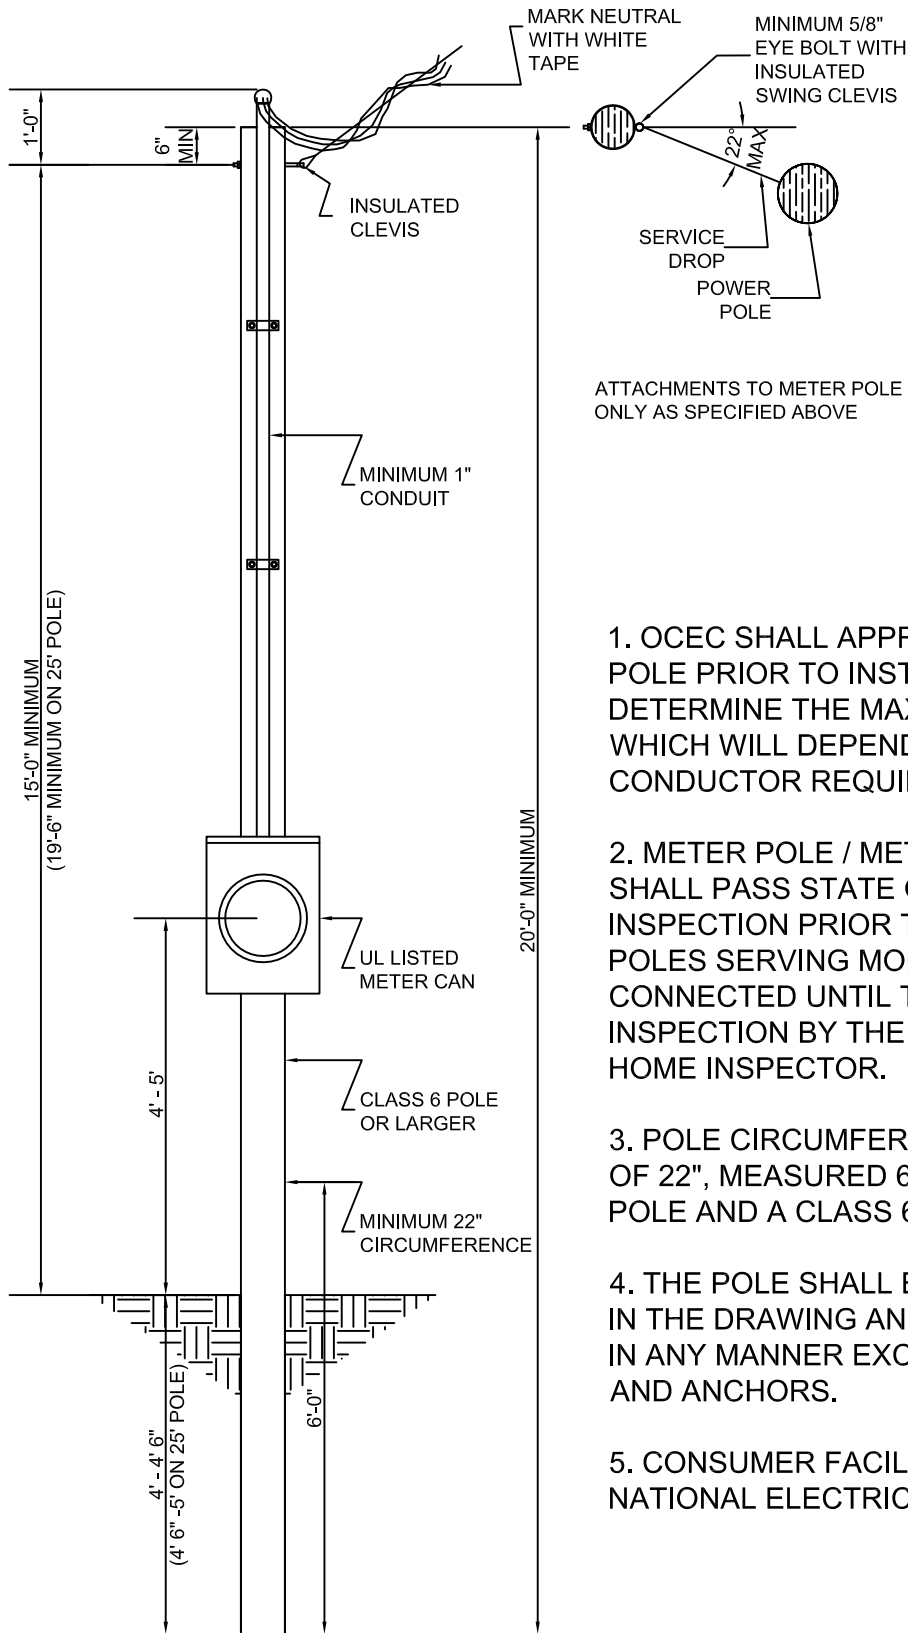 MARK NEUTRAL
WITH WHITE
TAPE
MINIMUM 5/8"
EYE BOLT WITH
INSULATED
SWING CLEVIS
1'-0"
6"
MIN
22°
MAX
INSULATED
CLEVIS
SERVICE
DROP
POWER
POLE
ATTACHMENTS TO METER POLE
ONLY AS SPECIFIED ABOVE
MINIMUM 1"
CONDUIT
15'-0" MINIMUM
(19'-6" MINIMUM ON 25' POLE)
20'-0" MINIMUM
UL LISTED
METER CAN
4' - 5'
CLASS 6 POLE
OR LARGER
MINIMUM 22"
CIRCUMFERENCE
6'-0"
4' - 4' 6"
(4' 6" -5' ON 25' POLE)
1. OCEC SHALL APPR
POLE PRIOR TO INST
DETERMINE THE MAX
WHICH WILL DEPEND
CONDUCTOR REQUI
2. METER POLE / MET
SHALL PASS STATE
INSPECTION PRIOR T
POLES SERVING MO
CONNECTED UNTIL T
INSPECTION BY THE
HOME INSPECTOR.
3. POLE CIRCUMFER
OF 22", MEASURED 6
POLE AND A CLASS 6
4. THE POLE SHALL
IN THE DRAWING AN
IN ANY MANNER EXC
AND ANCHORS.
5. CONSUMER FACIL
NATIONAL ELECTRIC